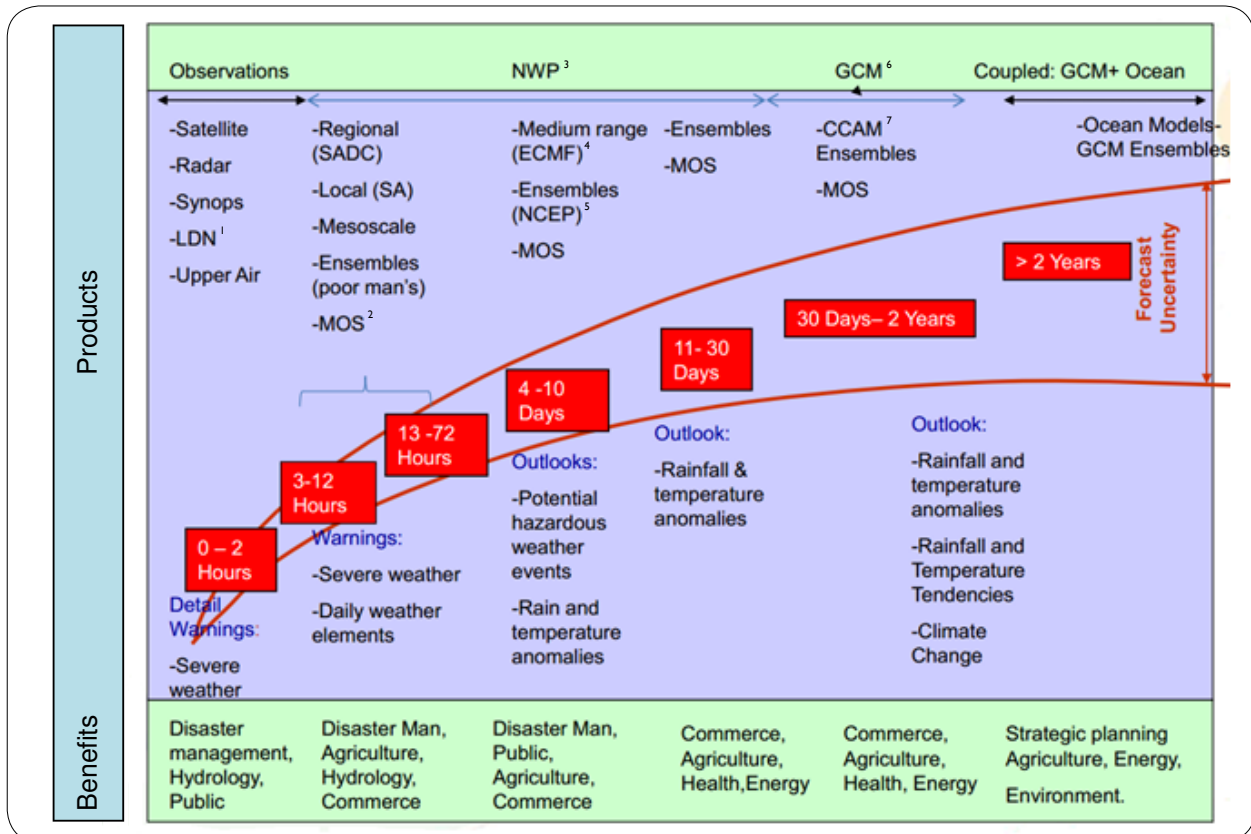 Products
Benefits
Observations
NWP 3
GCM 6
Coupled: GCM+ Ocean
-Satellite
-Radar
-Synops
-LDN 1
-Upper Air
-Regional
(SADC)
-Local (SA)
-Mesoscale
-Ensembles
(poor man's)
-MOS 2
-Medium range
(ECMF) 4
-Ensembles
(NCEP) 5
-MOS
-Ensembles
-MOS
-CCAM 7
Ensembles
-MOS
-Ocean Models-
GCM Ensembles
Forecast
Uncertainty
0 – 2
Hours
3-12
Hours
13 -72
Hours
4 -10
Days
11- 30
Days
30 Days– 2 Years
> 2 Years
Detail
Warnings:
-Severe
weather
Warnings:
-Severe weather
-Daily weather
elements
Outlooks:
-Potential
hazardous
weather
events
-Rain and
temperature
anomalies
Outlook:
-Rainfall &
temperature
anomalies
Outlook:
-Rainfall and
temperature
anomalies
-Rainfall and
Temperature
Tendencies
-Climate
Change
Disaster
management,
Hydrology,
Public
Disaster Man,
Agriculture,
Hydrology,
Commerce
Disaster Man,
Public,
Agriculture,
Commerce
Commerce,
Agriculture,
Health,Energy
Commerce,
Agriculture,
Health, Energy
Strategic planning
Agriculture, Energy,
Environment.